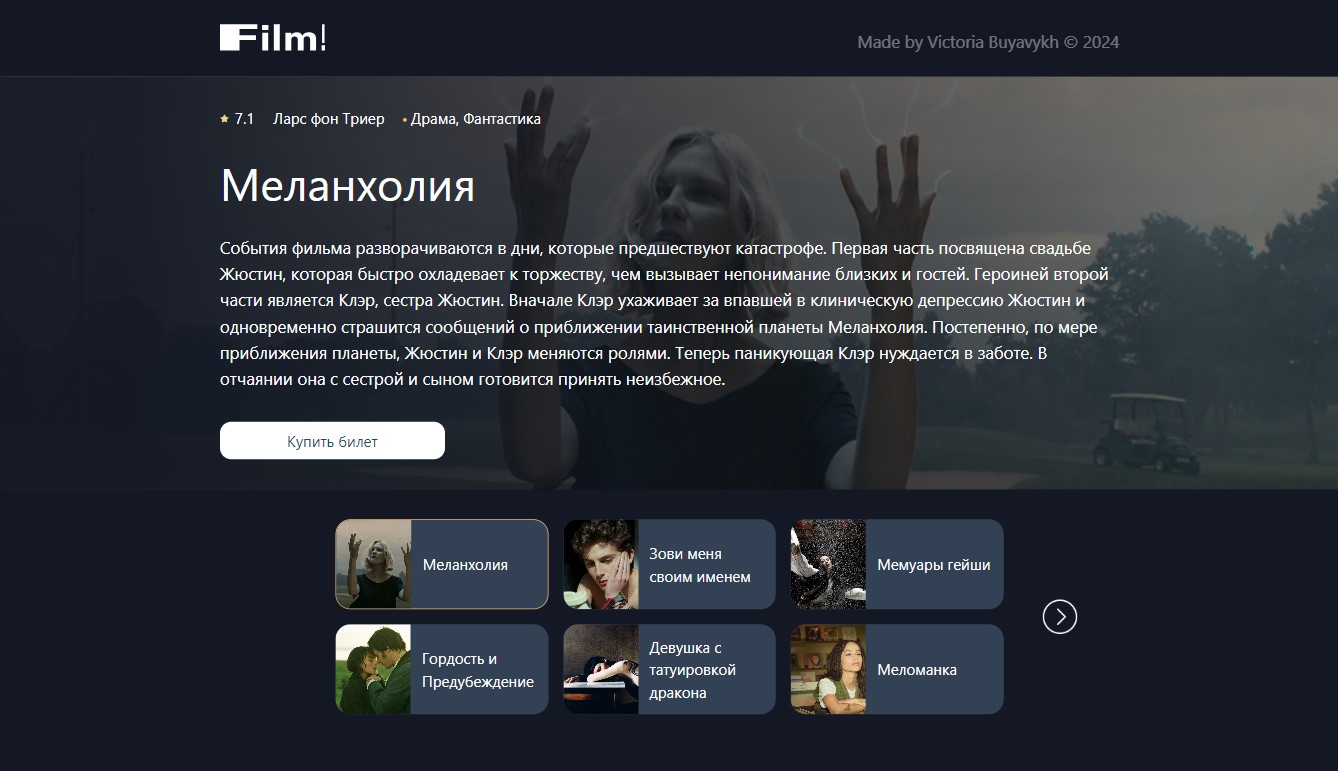 Film!
Made by Victoria Buyavykh © 2024
★ 7.1 Ларс фон Триер • Драма, Фантастика
Меланхолия
События фильма разворачиваются в дни, которые предшествуют катастрофе. Первая часть посвящена свадьбе
Жюстин, которая быстро охладевает к торжеству, чем вызывает непонимание близких и гостей. Героиней второй
части является Клэр, сестра Жюстин. Вначале Клэр ухаживает за впавшей в клиническую депрессию Жюстин и
одновременно страшится сообщений о приближении таинственной планеты Меланхолия. Постепенно, по мере
приближения планеты, Жюстин и Клэр меняются ролями. Теперь паникующая Клэр нуждается в заботе. В
отчаянии она с сестрой и сыном готовится принять неизбежное.
Купить билет
Меланхолия
Зови меня
своим именем
Мемуары гейши
Гордость и
Предубеждение
Девушка с
татуировкой
дракона
Меломанка